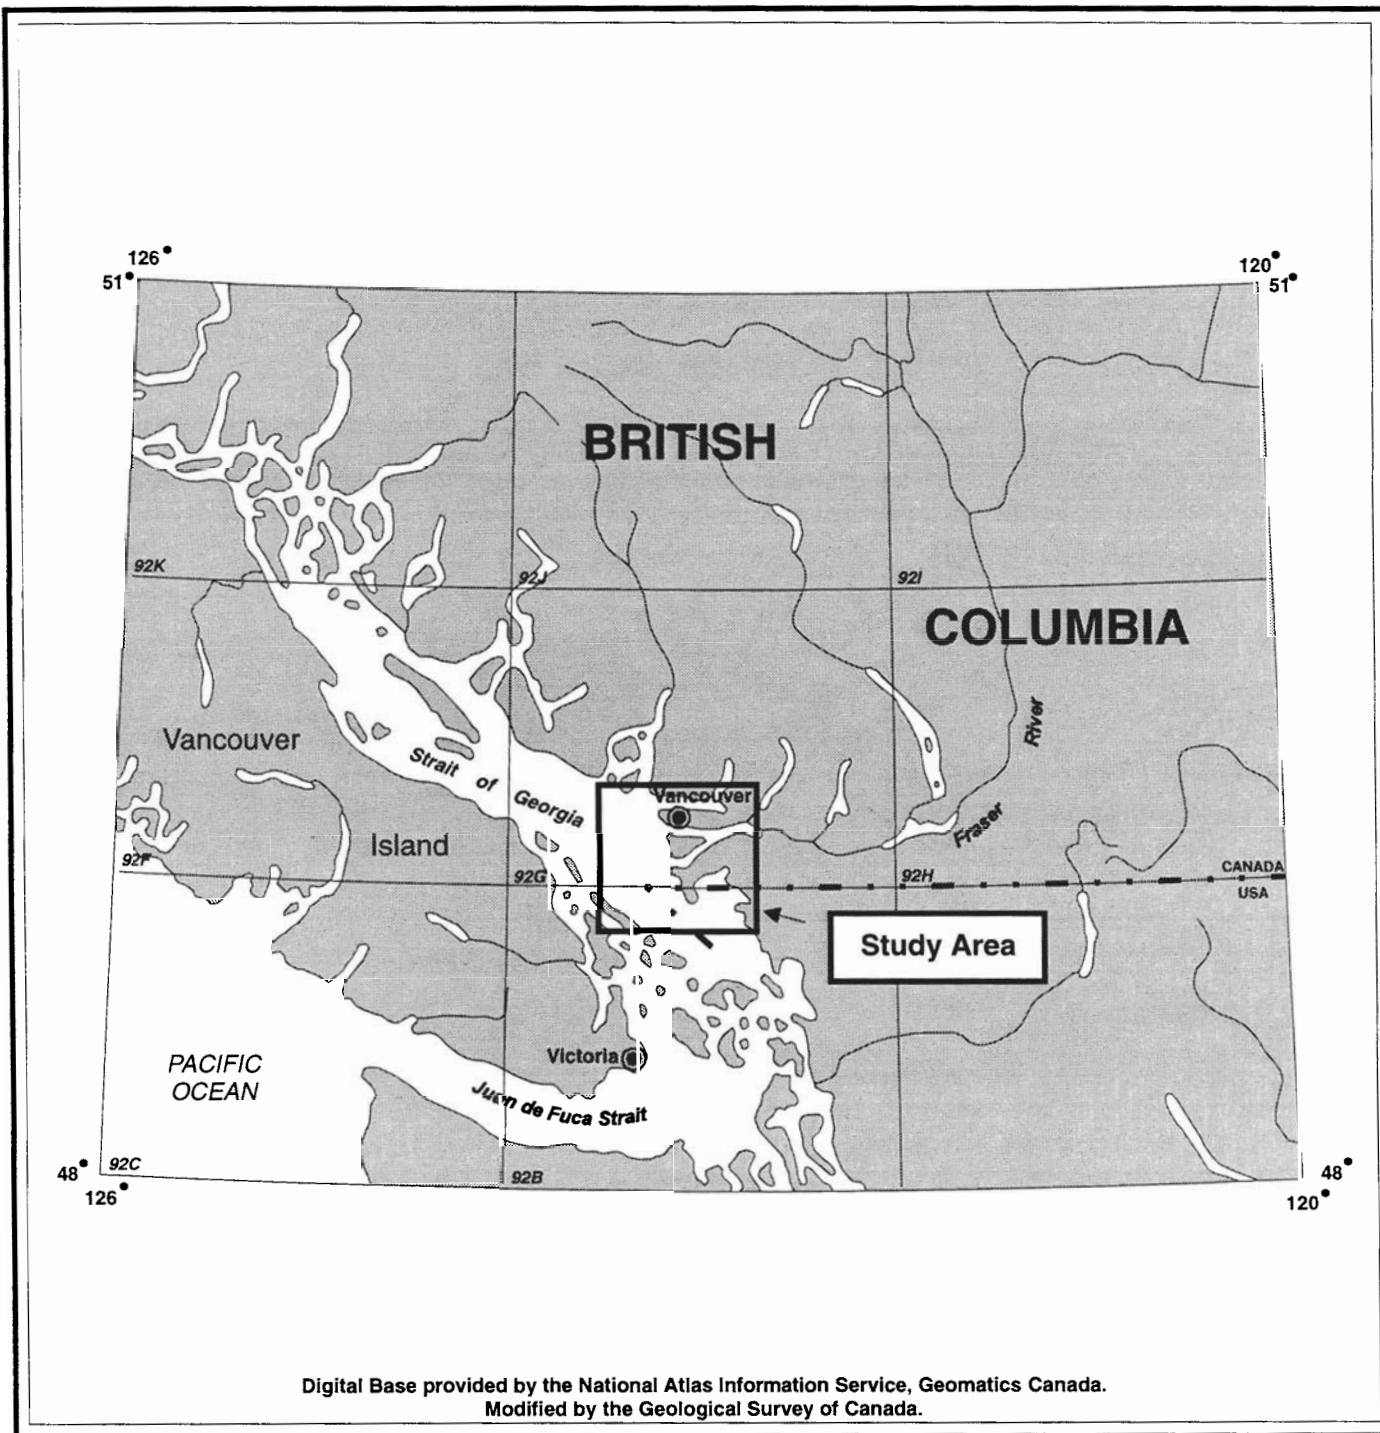 126°
120°
51°
51°
BRITISH
92K
92J
92I
COLUMBIA
River
Vancouver
Strait of Georgia
Vancouver
Fraser
Island
92F
92G
92H
CANADA
USA
Study Area
Victoria
PACIFIC
OCEAN
Juan de Fuca Strait
48°
92C
92B
48°
126°
120°
Digital Base provided by the National Atlas Information Service, Geomatics Canada.
Modified by the Geological Survey of Canada.